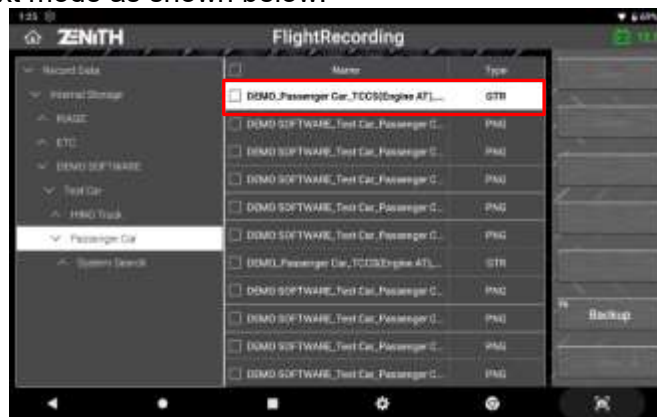 xt mode as shown below:
1:25
ZENITH
FlightRecording
Record Data
Name
Type
Internal Storage
DEMO_Passenger Car_TCCS(Engine AT),...
GTR
DEMO SOFTWARE_Test Car_Passenger C...
PNG
ETC
DEMO SOFTWARE_Test Car_Passenger C...
PNG
DEMO SOFTWARE
DEMO SOFTWARE_Test Car_Passenger C...
PNG
Test Car
DEMO SOFTWARE_Test Car_Passenger C...
PNG
HINO Truck
DEMO SOFTWARE_Test Car_Passenger C...
PNG
Passenger Car
DEMO_Passenger Car_TCCS(Engine AT),...
GTR
System Search
DEMO SOFTWARE_Test Car_Passenger C...
PNG
DEMO SOFTWARE_Test Car_Passenger C...
PNG
Backup
DEMO SOFTWARE_Test Car_Passenger C...
PNG
DEMO SOFTWARE_Test Car_Passenger C...
PNG